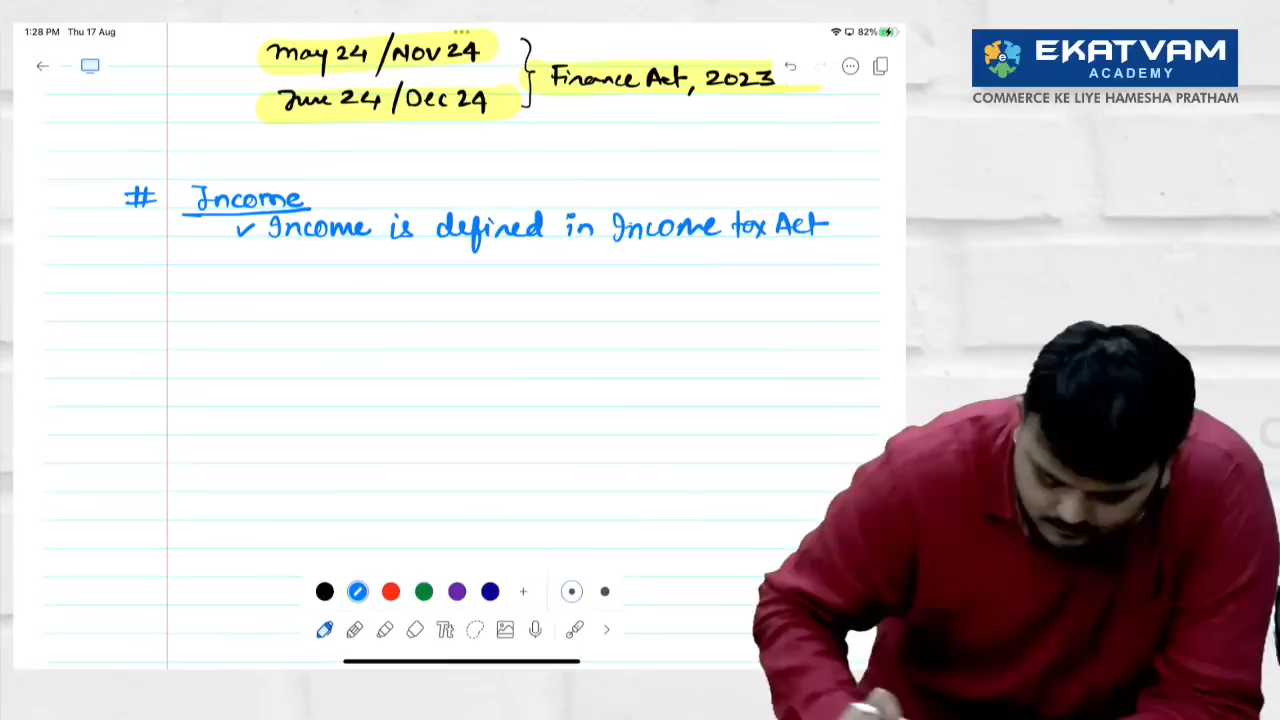 1:28 PM Thu 17 Aug
82%
May 24 / Nov 24
June 24 / Dec 24
Finance Act, 2023
# Income
✓ Income is defined in Income tax Act
Tt
EKATVAM
ACADEMY
COMMERCE KE LIYE HAMESHA PRATHAM